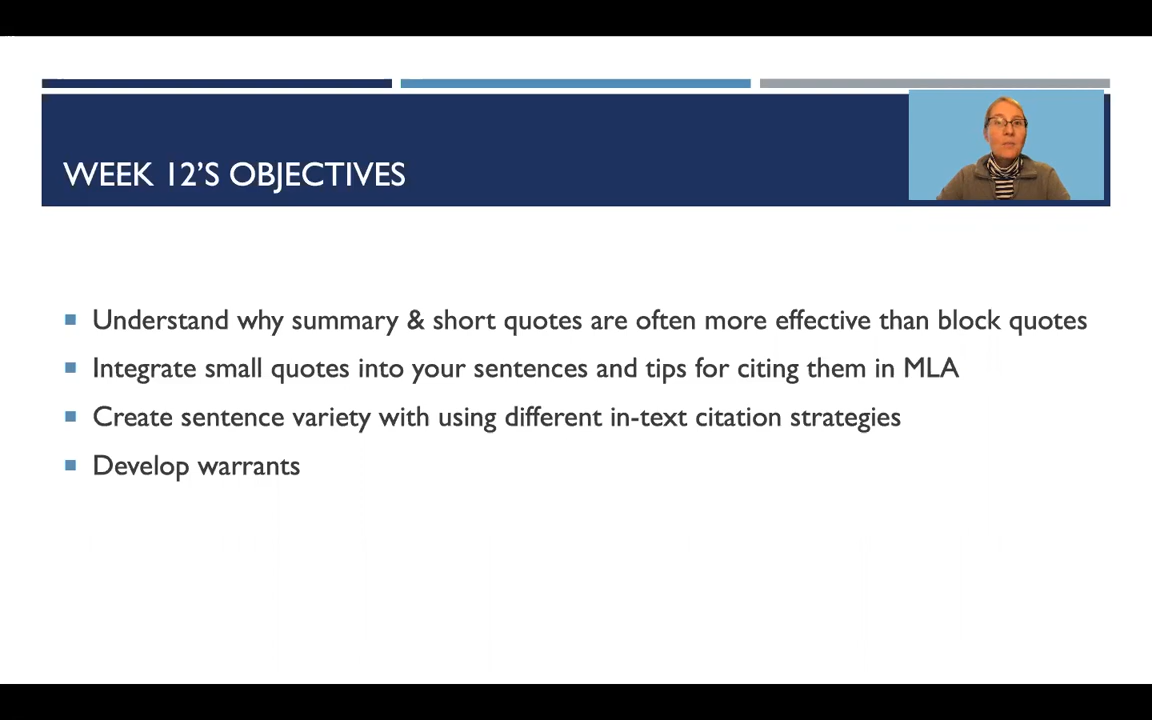 WEEK 12’S OBJECTIVES
Understand why summary & short quotes are often more effective than block quotes
Integrate small quotes into your sentences and tips for citing them in MLA
Create sentence variety with using different in-text citation strategies
Develop warrants